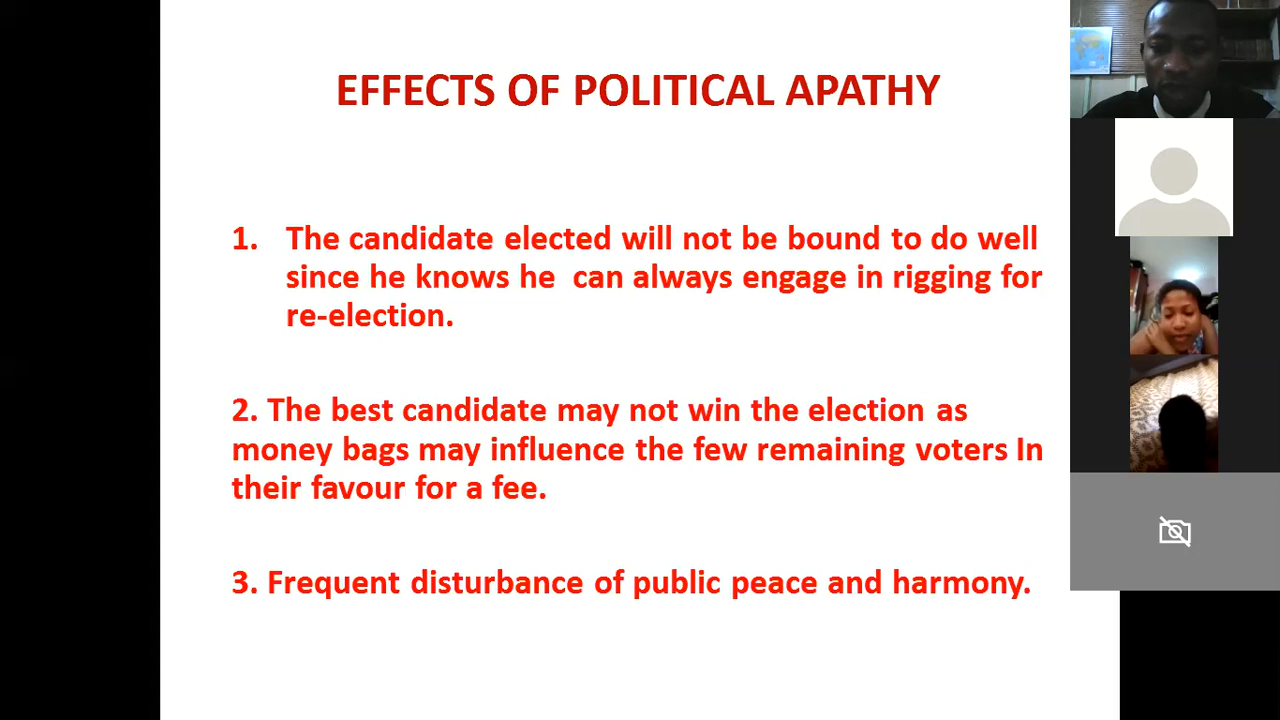 EFFECTS OF POLITICAL APATHY
1. The candidate elected will not be bound to do well
since he knows he can always engage in rigging for
re-election.
2. The best candidate may not win the election as
money bags may influence the few remaining voters In
their favour for a fee.
3. Frequent disturbance of public peace and harmony.